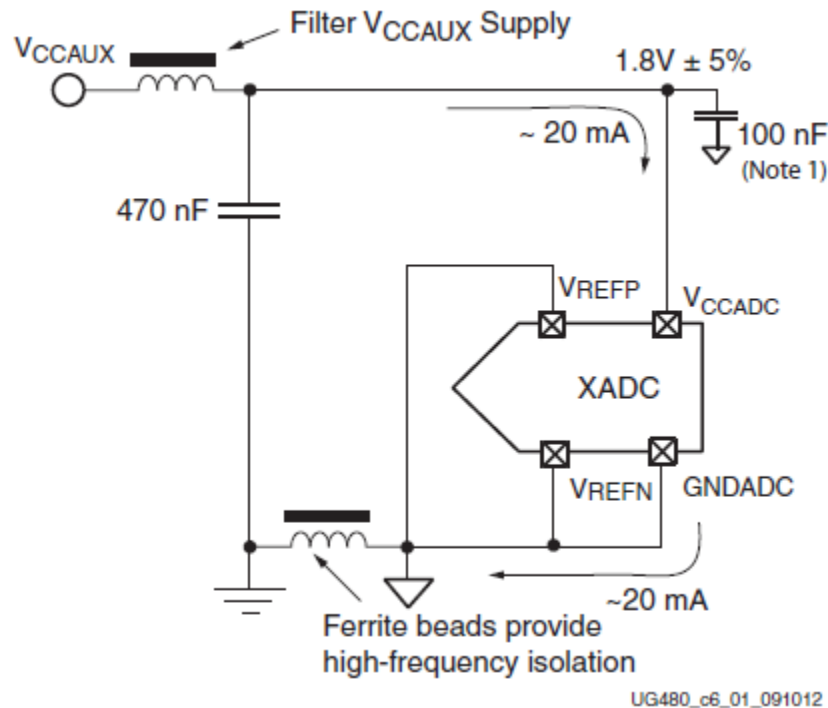 Filter VCCAUX Supply
VCCAUX
1.8V ± 5%
~ 20 mA
100 nF
(Note 1)
470 nF
VREFP
VCCADC
XADC
VREFN
GNDADC
~20 mA
Ferrite beads provide
high-frequency isolation
UG480_c6_01_091012